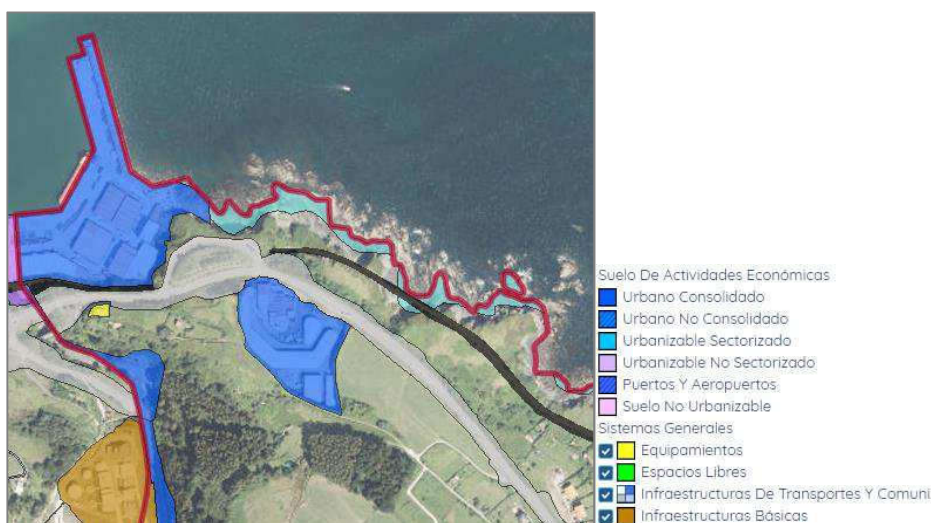 Suelo De Actividades Económicas
Urbano Consolidado
Urbano No Consolidado
Urbanizable Sectorizado
Urbanizable No Sectorizado
Puertos Y Aeropuertos
Suelo No Urbanizable
Sistemas Generales
Equipamientos
Espacios Libres
Infraestructuras De Transportes Y Comuni
Infraestructuras Básicas